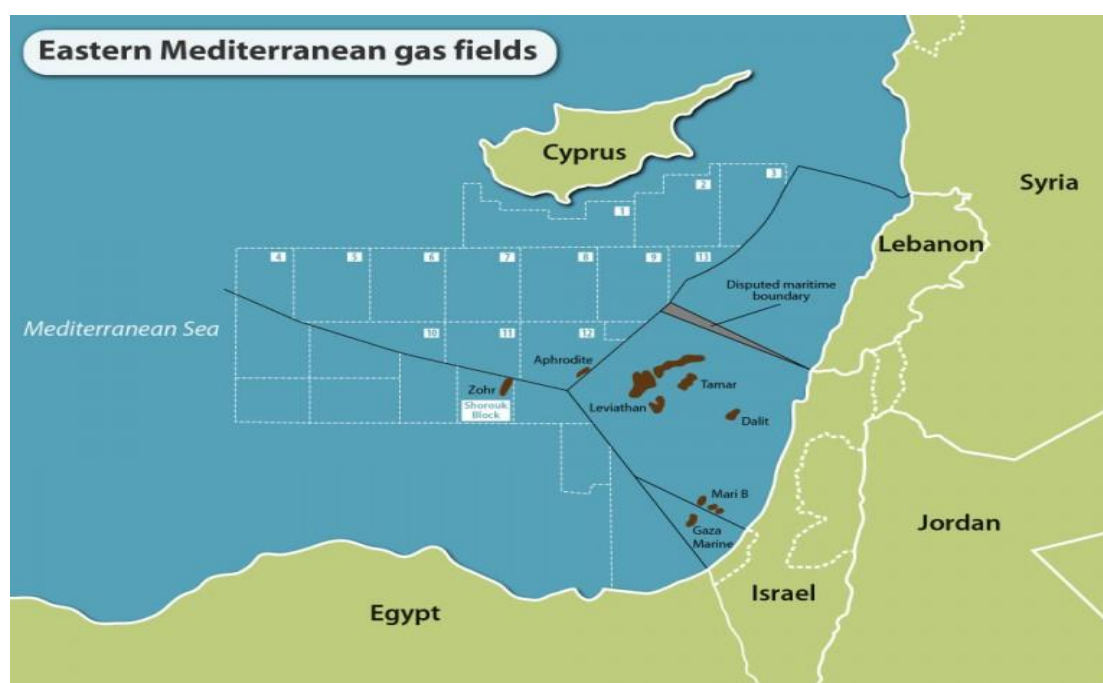 Eastern Mediterranean gas fields
Cyprus
Syria
3
2
1
Lebanon
4
5
6
7
8
9
13
Disputed maritime
boundary
Mediterranean Sea
10
11
12
Aphrodite
Zohr
Shorouk
Block
Tamar
Leviathan
Dalit
Mari B
Gaza
Marine
Jordan
Israel
Egypt